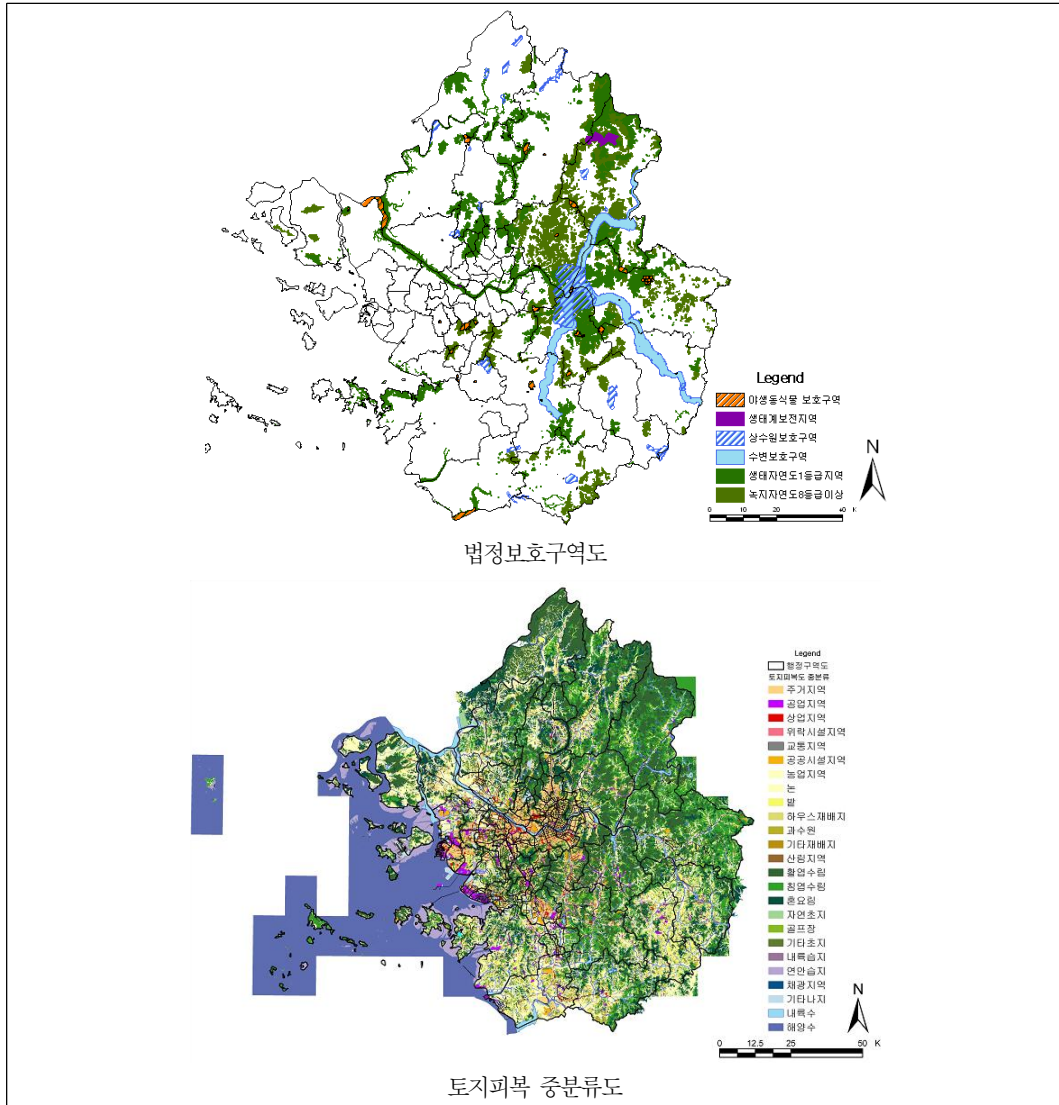 Legend
야생동식물 보호구역
생태계보전지역
상수원보호구역
수변보호구역
생태자연도1등급지역
녹지자연도8등급이상
N
0 10 20 40 K
법정보호구역도
Legend
행정구역도
토지피복도 중분류
주거지역
공업지역
상업지역
위락시설지역
교통지역
공공시설지역
농업지역
논
밭
하우스재배지
과수원
기타재배지
산림지역
활엽수림
침엽수림
혼요림
자연초지
골프장
기타초지
내륙습지
연안습지
채광지역
기타나지
내륙수
해양수
N
0 12.5 25 50 K
토지피복 중분류도